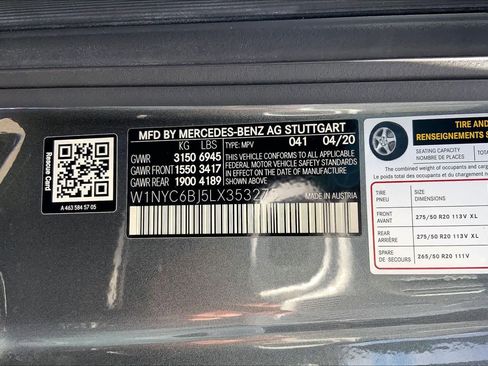 MFD BY MERCEDES-BENZ AG STUTTGART
KG LBS TYPE: MPV 041 04/20
GVWR 3150 6945
GAWR FRONT 1550 3417
GAWR REAR 1900 4189
THIS VEHICLE CONFORMS TO ALL APPLICABLE
FEDERAL MOTOR VEHICLE SAFETY STANDARDS
IN EFFECT ON THE DATE OF MANUFACTURE
SHOWN ABOVE.
MADE IN AUSTRIA
W1NYC6BJ5LX35327
Rescue Card
A 463 584 57 05
TIRE AND
RENSEIGNEMENTS S
SEATING CAPACITY
NOMBRE DE PLACES
TOTA
The combined weight of occupants and cargo
Le poids total des occupants et du chargement
TIRE
PNEU
SIZE
DIMENSIONS
FRONT
AVANT
275/50 R20 113V XL
REAR
ARRIÈRE
275/50 R20 113V XL
SPARE
DE SECOURS
265/50 R20 111V